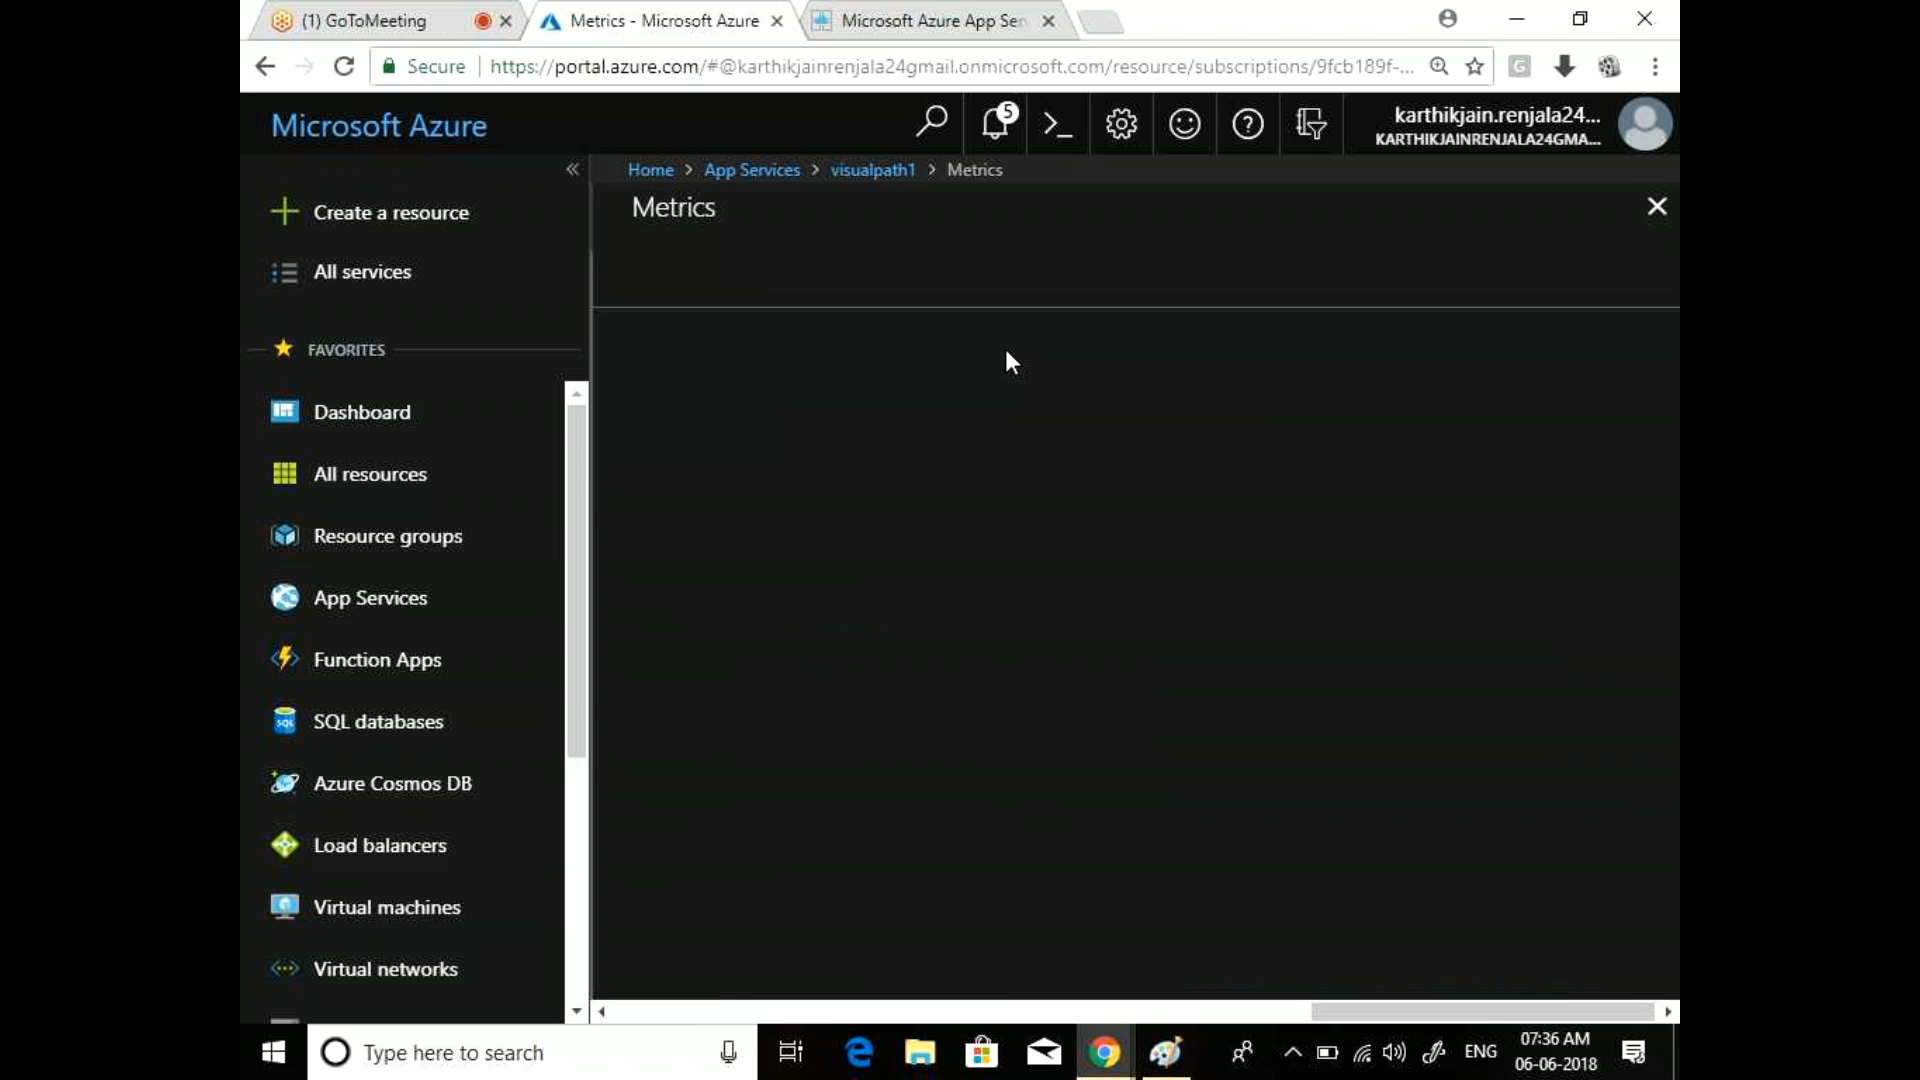 (1) GoToMeeting
Metrics - Microsoft Azure
Microsoft Azure App Ser
Secure
https://portal.azure.com/#@karthikjainrenjala24gmail.onmicrosoft.com/resource/subscriptions/9fcb189f-...
Microsoft Azure
5
karthikjain.renjala24...
KARTHIKJAINRENJALA24GMA...
Home > App Services > visualpath1 > Metrics
Metrics
Create a resource
All services
FAVORITES
Dashboard
All resources
Resource groups
App Services
Function Apps
SQL databases
Azure Cosmos DB
Load balancers
Virtual machines
Virtual networks
Type here to search
ENG
07:36 AM
06-06-2018